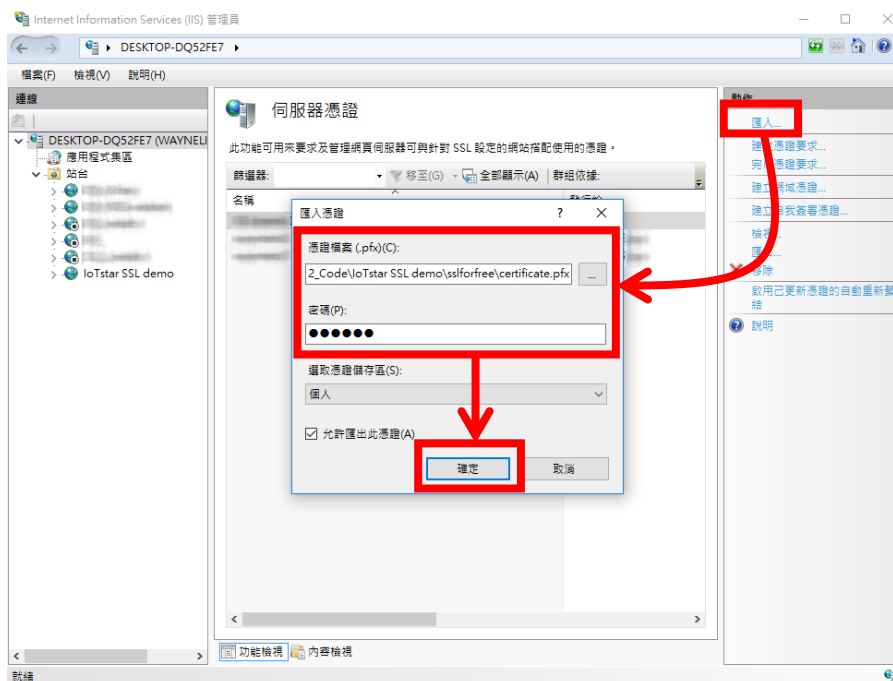 Internet Information Services (IIS) 管理員
DESKTOP-DQ52FE7
檔案(F) 檢視(V) 說明(H)
連線
DESKTOP-DQ52FE7 (WAYNELI
應用程式集區
站台
IoTstar SSL demo
伺服器憑證
此功能可用來要求及管理網頁伺服器可與針對 SSL 設定的網站搭配使用的憑證。
篩選器: 移至(G) 全部顯示(A) 群組依據:
名稱
匯入憑證 ? X
憑證檔案 (.pfx)(C):
2_Code\IoTstar SSL demo\sslforfree\certificate.pfx ...
密碼(P):
●●●●●●
選取憑證儲存區(S):
個人
允許匯出此憑證(A)
確定 取消
動作
匯入...
建立憑證要求...
完成憑證要求...
建立網域憑證...
建立自我簽署憑證...
移除
啟用已更新憑證的自動重新繫
結
說明
功能檢視 內容檢視
就緒